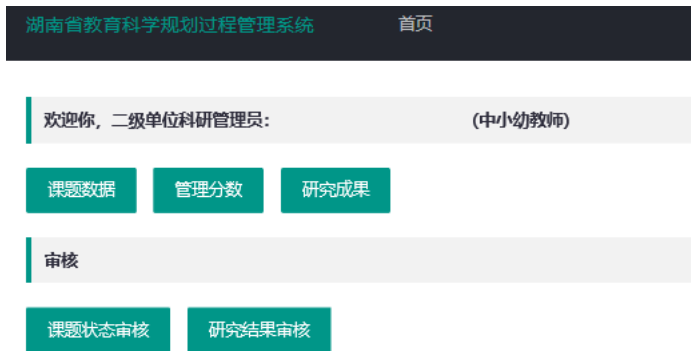 湖南省教育科学规划过程管理系统 首页
欢迎你，二级单位科研管理员： (中小幼教师)
课题数据 管理分数 研究成果
审核
课题状态审核 研究结果审核